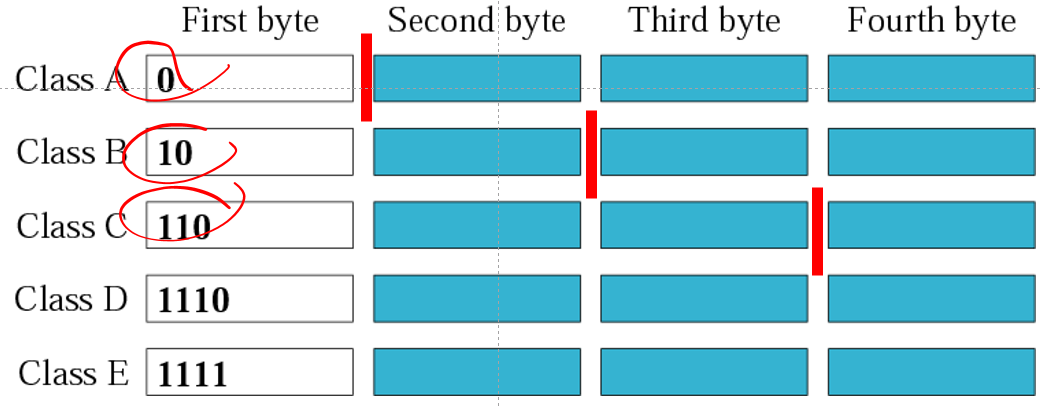 First byte Second byte Third byte Fourth byte
Class A 0
Class B 10
Class C 110
Class D 1110
Class E 1111